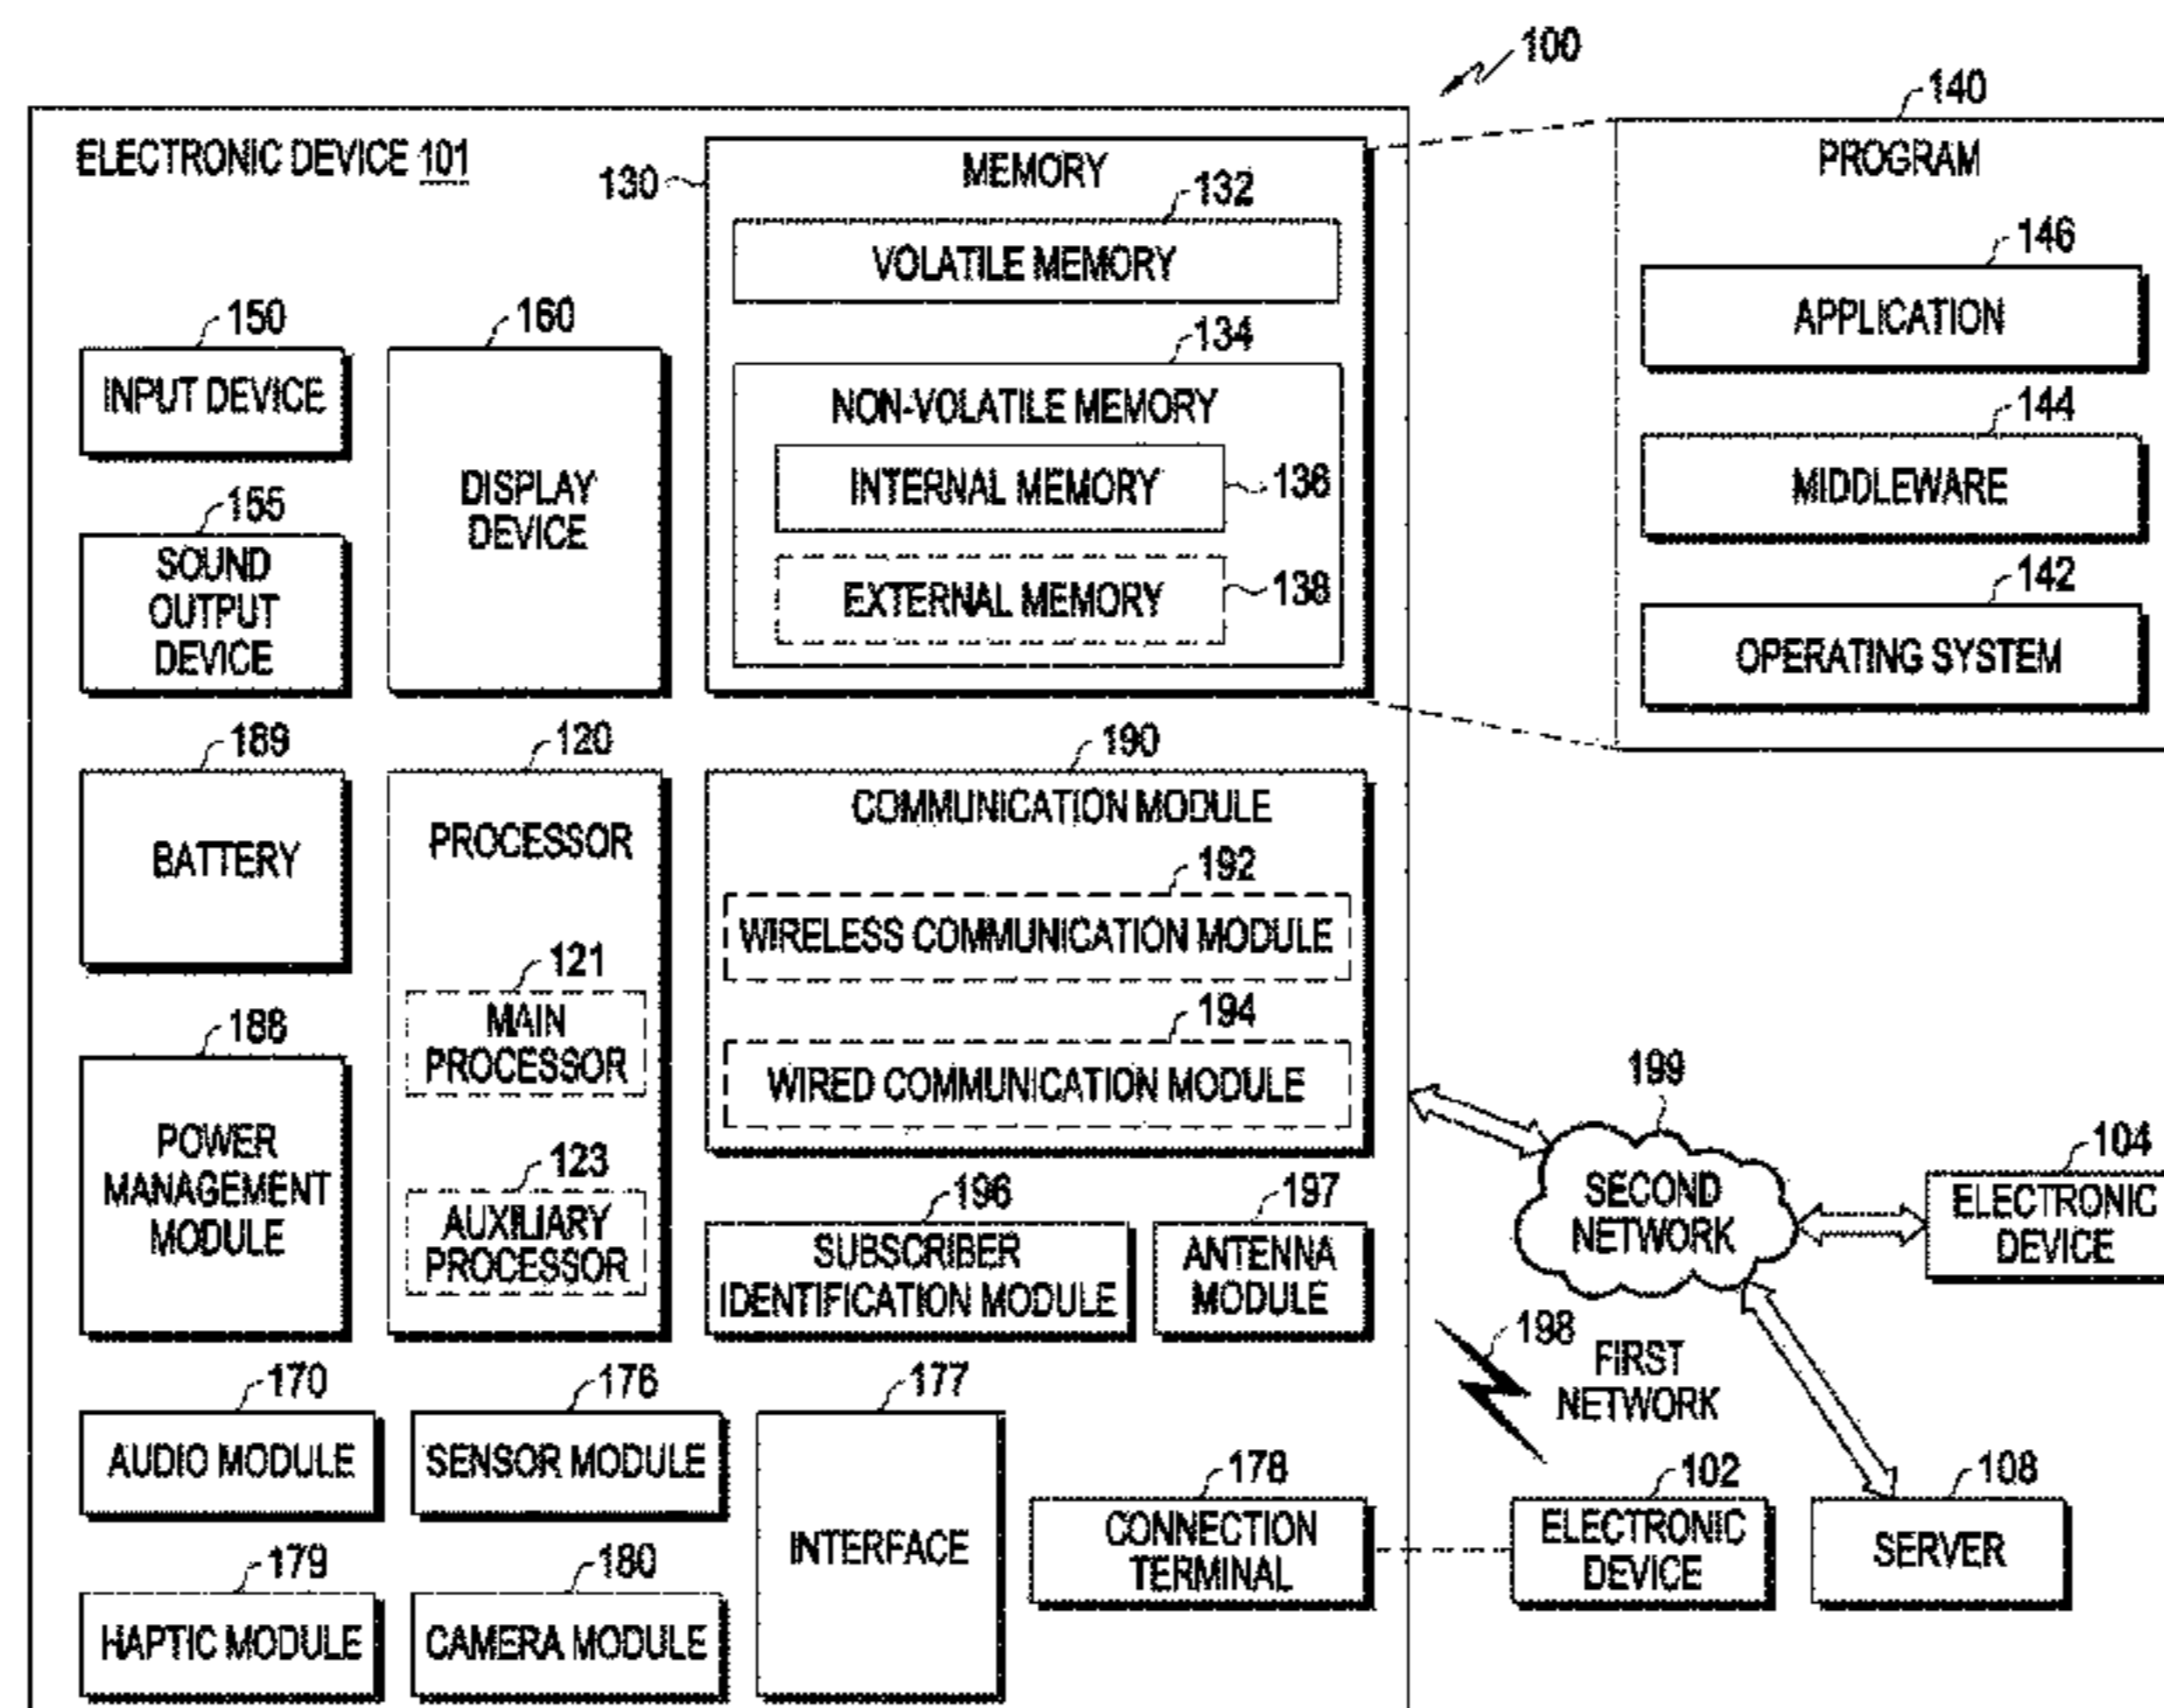 100
ELECTRONIC DEVICE 101
130
MEMORY
132
VOLATILE MEMORY
134
NON-VOLATILE MEMORY
INTERNAL MEMORY
136
EXTERNAL MEMORY
138
140
PROGRAM
146
APPLICATION
144
MIDDLEWARE
142
OPERATING SYSTEM
150
INPUT DEVICE
160
DISPLAY
DEVICE
155
SOUND
OUTPUT
DEVICE
189
BATTERY
120
PROCESSOR
121
MAIN
PROCESSOR
123
AUXILIARY
PROCESSOR
190
COMMUNICATION MODULE
192
WIRELESS COMMUNICATION MODULE
194
WIRED COMMUNICATION MODULE
188
POWER
MANAGEMENT
MODULE
196
SUBSCRIBER
IDENTIFICATION MODULE
197
ANTENNA
MODULE
199
SECOND
NETWORK
104
ELECTRONIC
DEVICE
198
FIRST
NETWORK
170
AUDIO MODULE
176
SENSOR MODULE
177
INTERFACE
178
CONNECTION
TERMINAL
102
ELECTRONIC
DEVICE
108
SERVER
179
HAPTIC MODULE
180
CAMERA MODULE